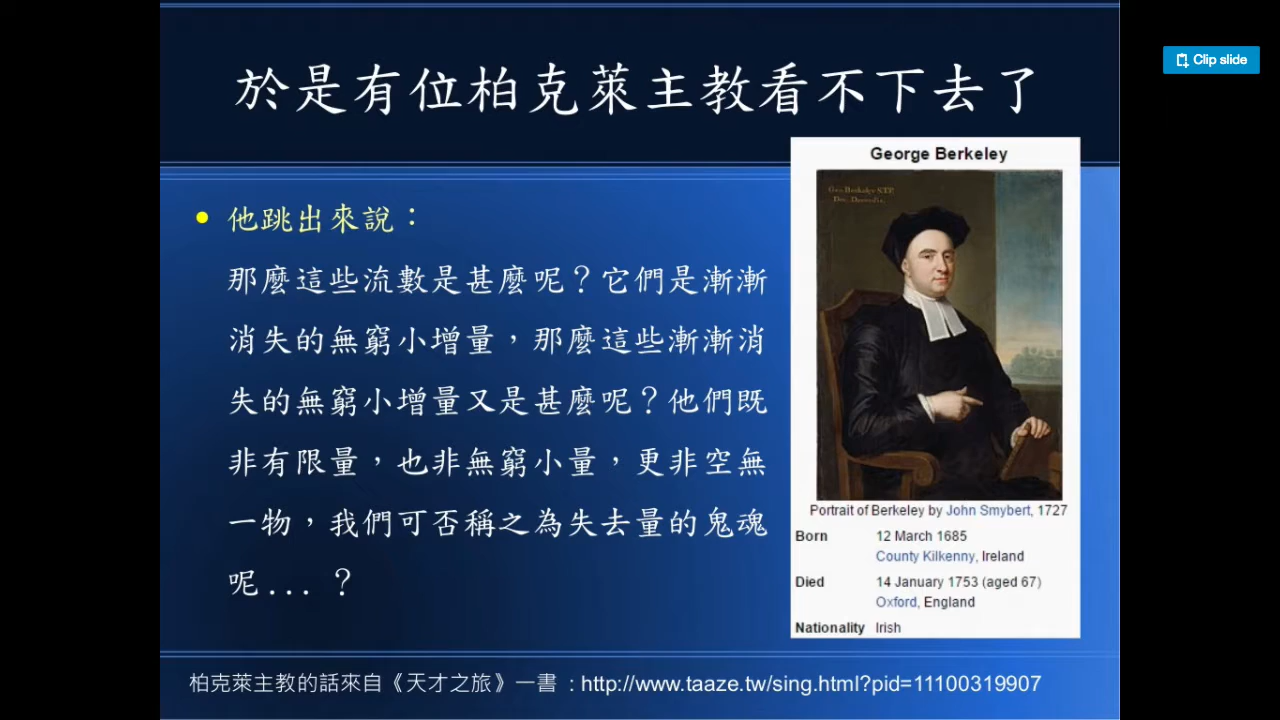 Clip slide
於是有位柏克萊主教看不下去了
他跳出來說：
那麼這些流數是甚麼呢？它們是漸漸
消失的無窮小增量，那麼這些漸漸消
失的無窮小增量又是甚麼呢？他們既
非有限量，也非無窮小量，更非空無
一物，我們可否稱之為失去量的鬼魂
呢... ？
George Berkeley
Geo: Berkeley S.T.P.
Portrait of Berkeley by John Smybert, 1727
Born 12 March 1685
County Kilkenny, Ireland
Died 14 January 1753 (aged 67)
Oxford, England
Nationality Irish
柏克萊主教的話來自《天才之旅》一書 : http://www.taaze.tw/sing.html?pid=11100319907